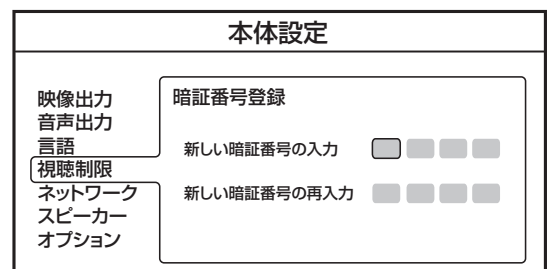 本体設定
映像出力
音声出力
言語
視聴制限
ネットワーク
スピーカー
オプション
暗証番号登録
新しい暗証番号の入力
新しい暗証番号の再入力